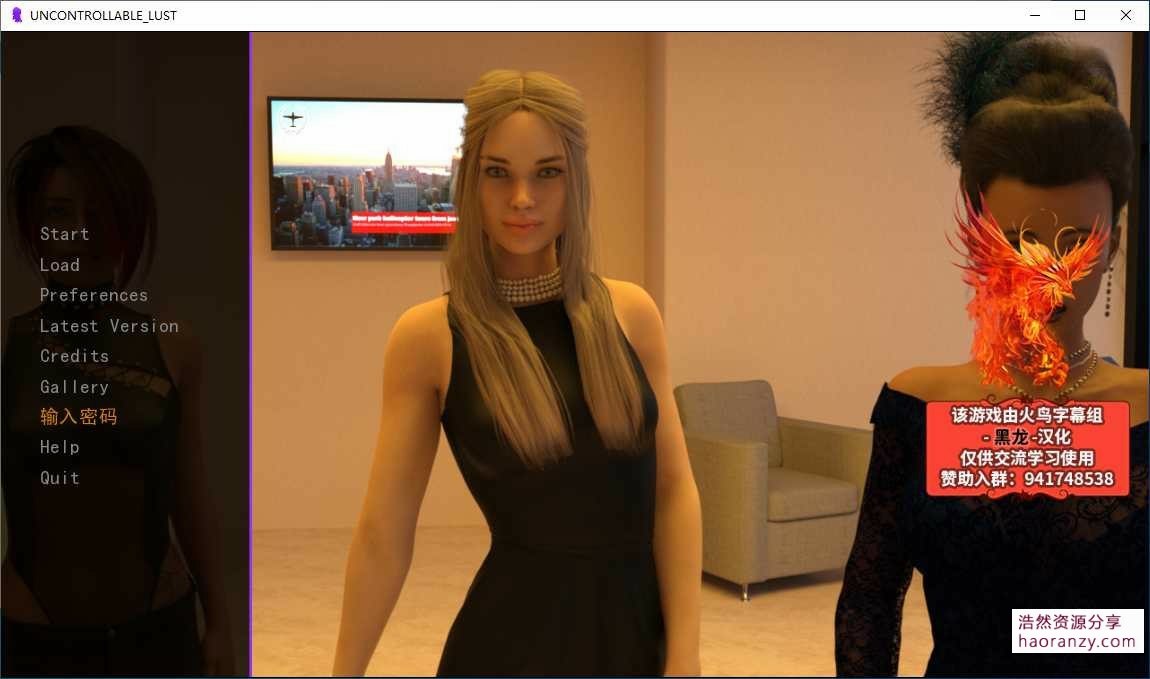 UNCONTROLLABLE_LUST
Start
Load
Preferences
Latest Version
Credits
Gallery
输入密码
Help
Quit
该游戏由火鸟字幕组
- 黑龙 -汉化
仅供交流学习使用
赞助入群：941748538
浩然资源分享
haoranzy.com